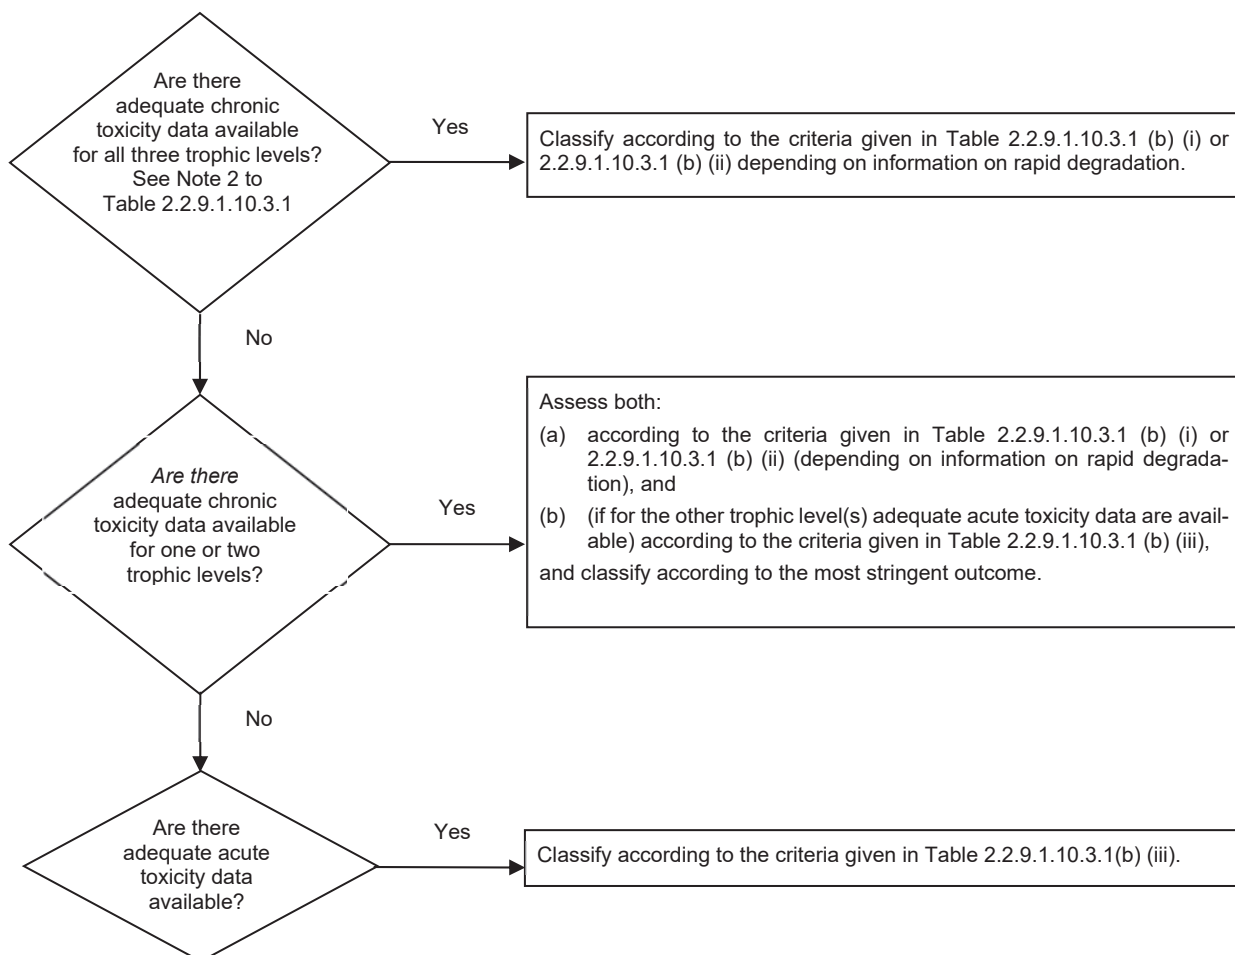 Are there
adequate chronic
toxicity data available
for all three trophic levels?
See Note 2 to
Table 2.2.9.1.10.3.1
Yes
Classify according to the criteria given in Table 2.2.9.1.10.3.1 (b) (i) or
2.2.9.1.10.3.1 (b) (ii) depending on information on rapid degradation.
No
Are there
adequate chronic
toxicity data available
for one or two
trophic levels?
Yes
Assess both:
(a) according to the criteria given in Table 2.2.9.1.10.3.1 (b) (i) or
2.2.9.1.10.3.1 (b) (ii) (depending on information on rapid degrada-
tion), and
(b) (if for the other trophic level(s) adequate acute toxicity data are avail-
able) according to the criteria given in Table 2.2.9.1.10.3.1 (b) (iii),
and classify according to the most stringent outcome.
No
Are there
adequate acute
toxicity data
available?
Yes
Classify according to the criteria given in Table 2.2.9.1.10.3.1(b) (iii).